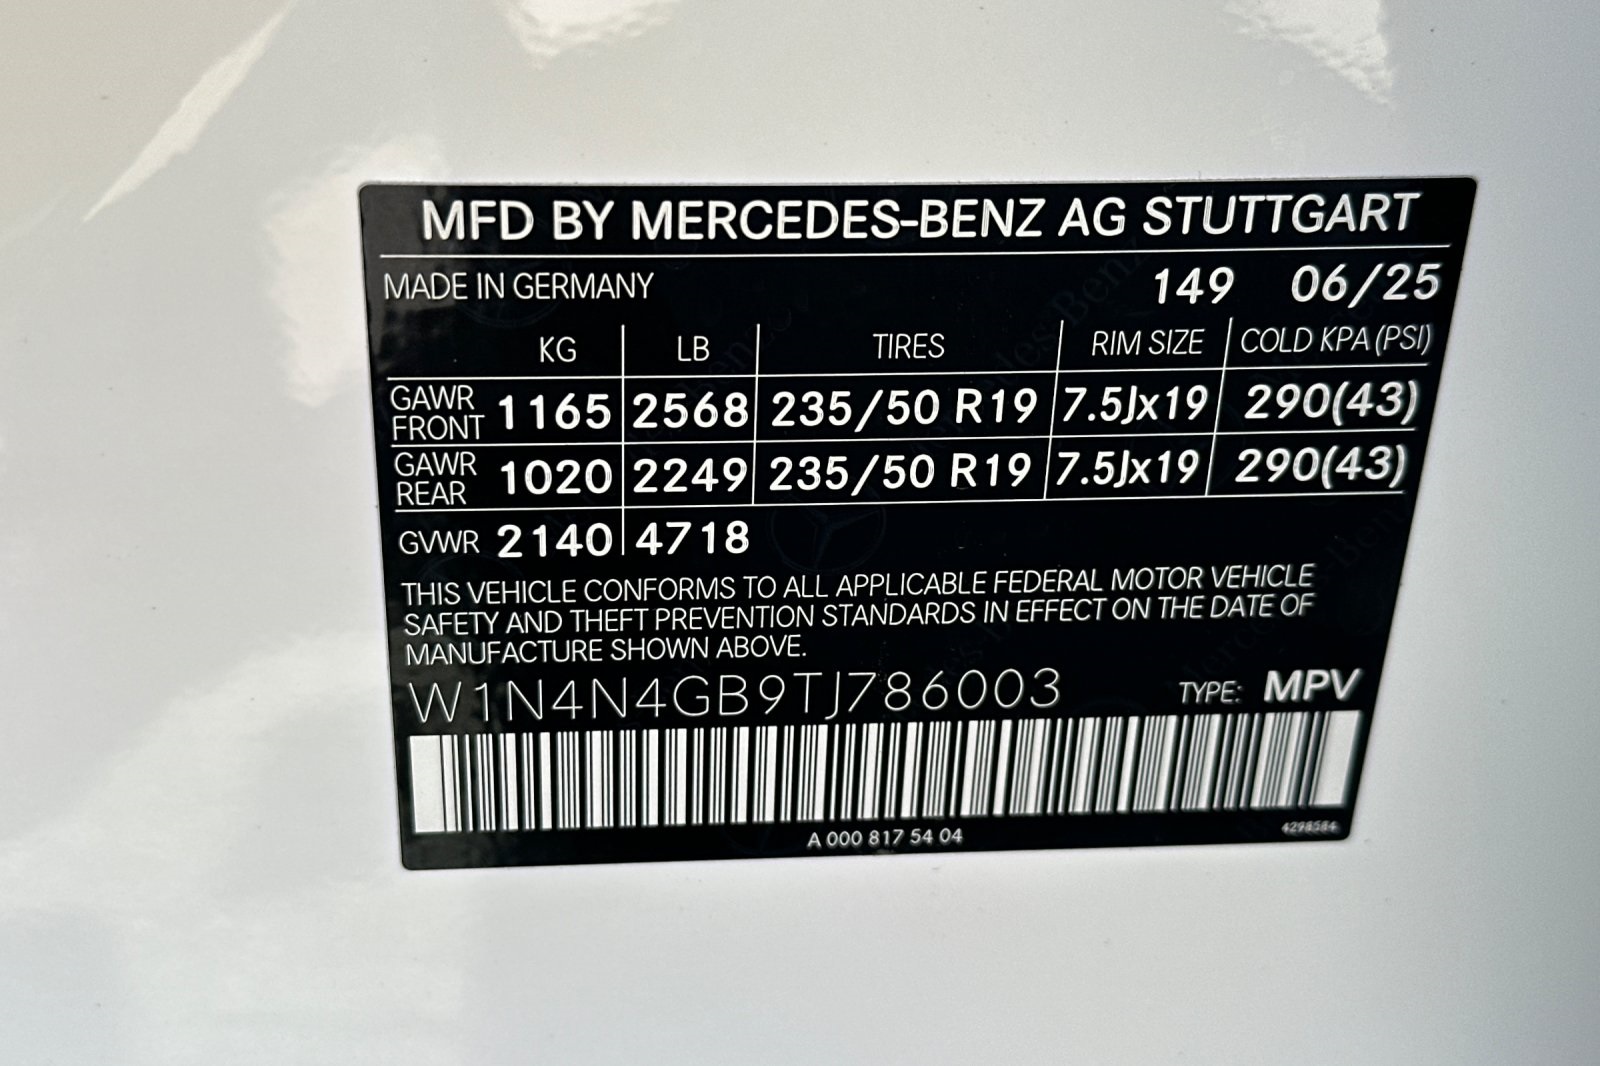 MFD BY MERCEDES-BENZ AG STUTTGART
MADE IN GERMANY 149 06/25
KG LB TIRES RIM SIZE COLD KPA (PSI)
GAWR FRONT 1165 2568 235/50 R19 7.5Jx19 290(43)
GAWR REAR 1020 2249 235/50 R19 7.5Jx19 290(43)
GVWR 2140 4718
THIS VEHICLE CONFORMS TO ALL APPLICABLE FEDERAL MOTOR VEHICLE
SAFETY AND THEFT PREVENTION STANDARDS IN EFFECT ON THE DATE OF
MANUFACTURE SHOWN ABOVE.
W1N4N4GB9TJ786003 TYPE: MPV
A 000 817 54 04 4298584